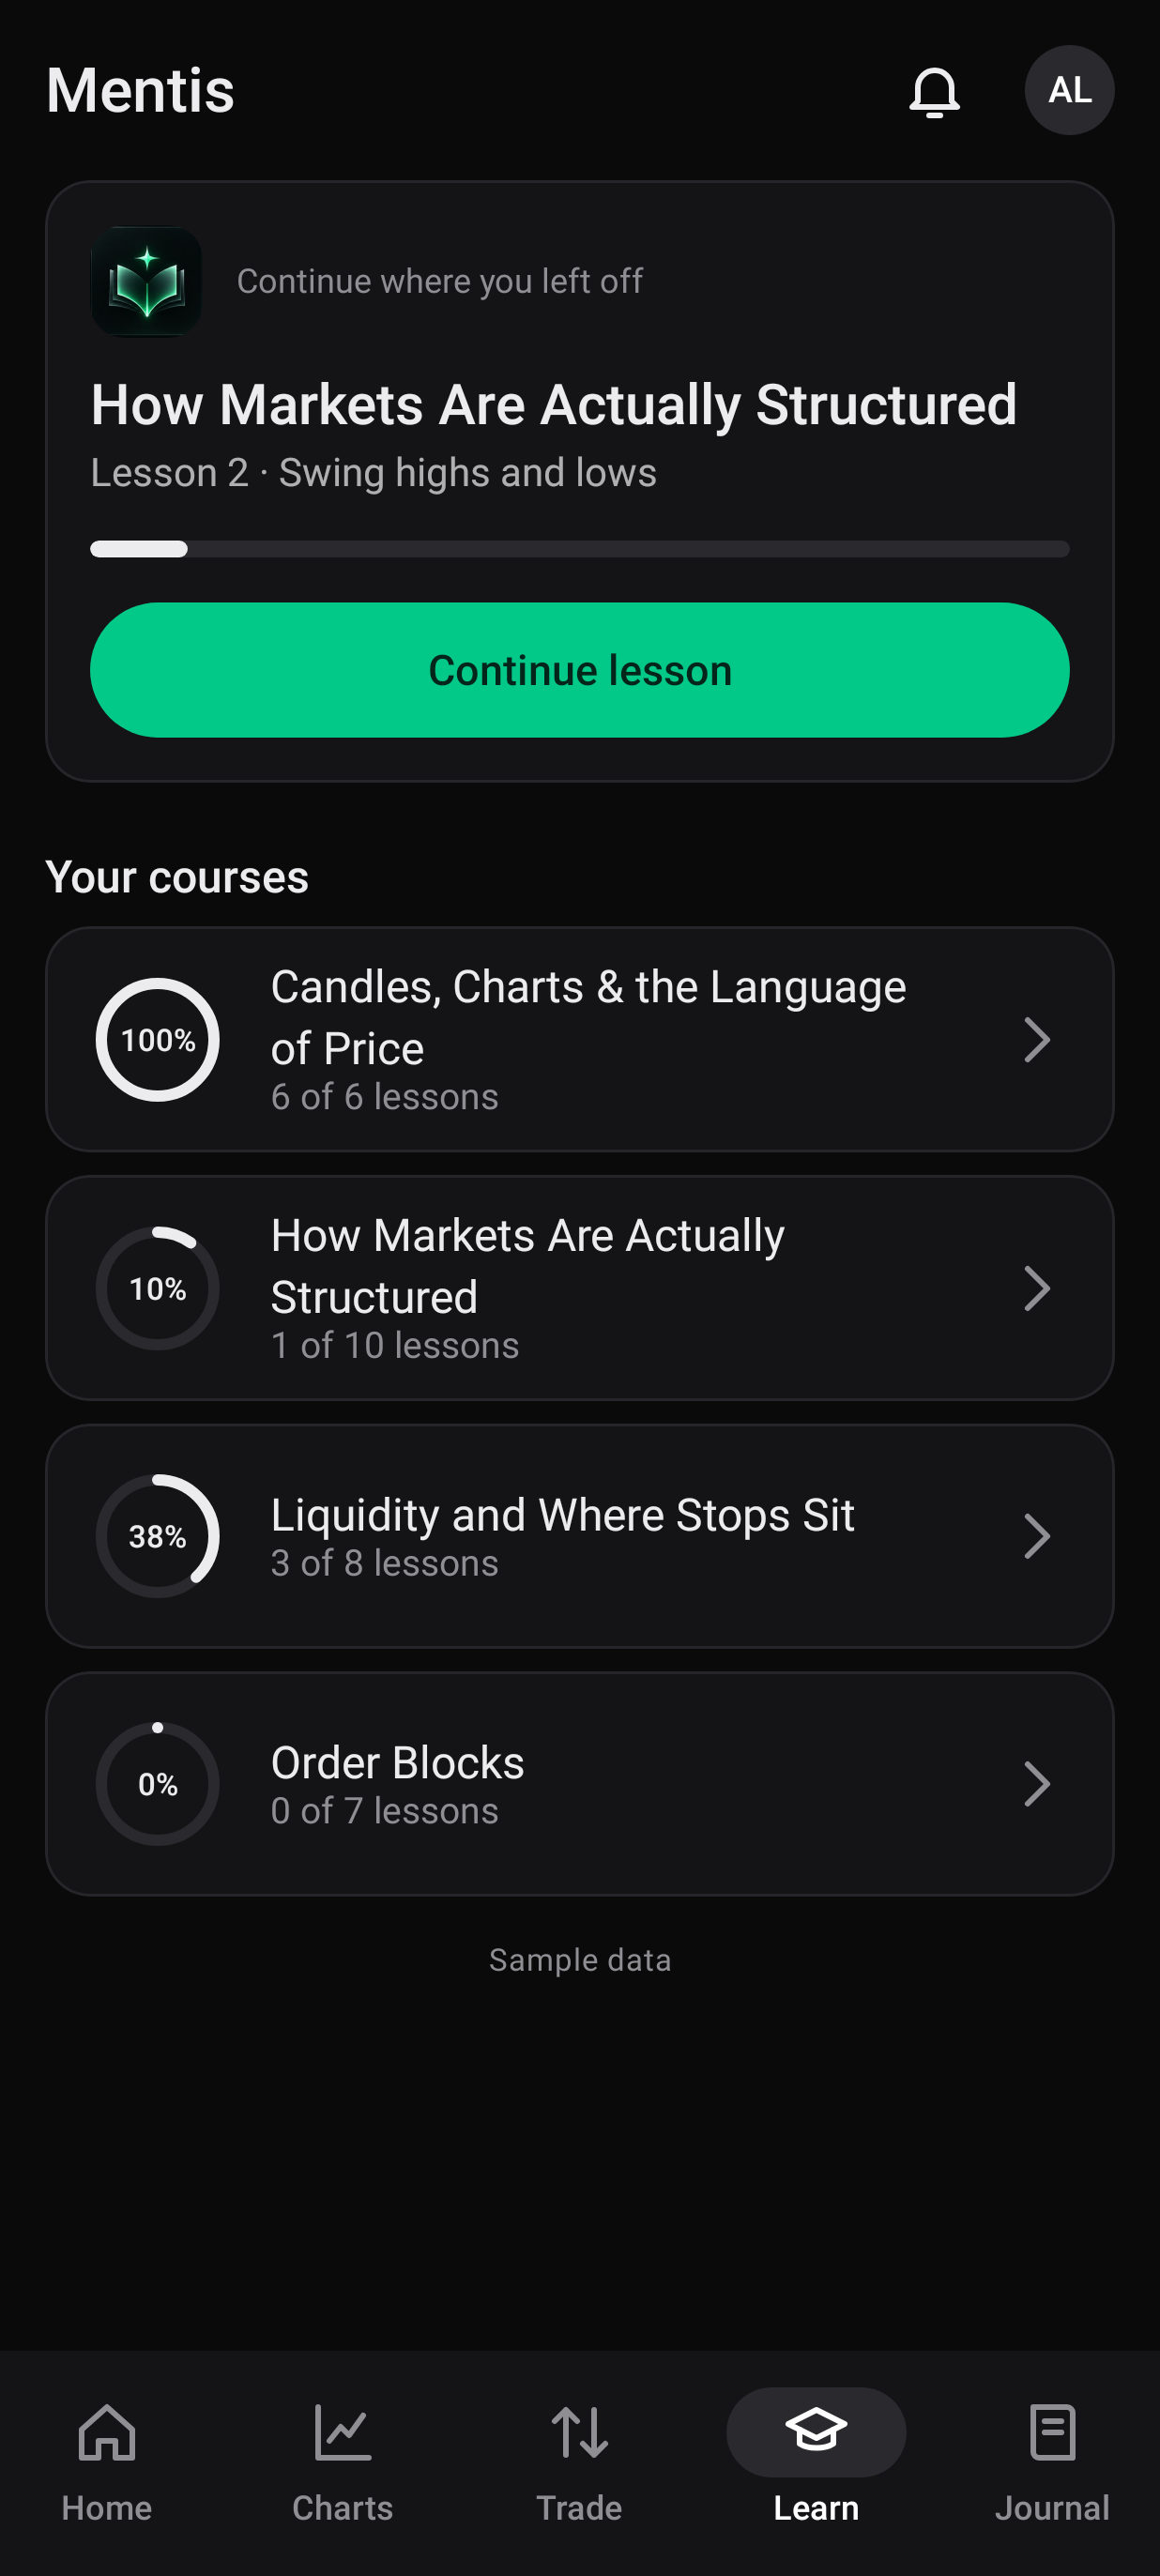 Mentis
AL
Continue where you left off
How Markets Are Actually Structured
Lesson 2 · Swing highs and lows
Continue lesson
Your courses
100%
Candles, Charts & the Language
of Price
6 of 6 lessons
10%
How Markets Are Actually
Structured
1 of 10 lessons
38%
Liquidity and Where Stops Sit
3 of 8 lessons
0%
Order Blocks
0 of 7 lessons
Sample data
Home
Charts
Trade
Learn
Journal